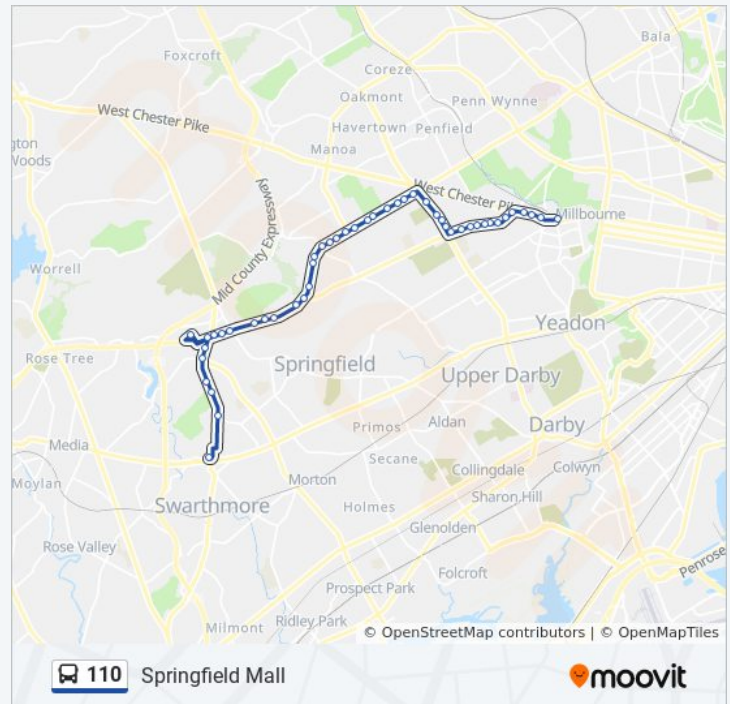 Bala
Foxcroft
Coreze
Oakmont
Penn Wynne
West Chester Pike
Havertown
Penfield
gton
Woods
Manoa
West Chester Pi
Millbourne
Mid County Expressway
Worrell
Yeadon
Rose Tree
Springfield
Upper Darby
Aldan
Primos
Darby
Media
Secane
Collingdale
Colwyn
Moylan
Morton
Sharon Hill
Swarthmore
Holmes
Glenolden
Rose Valley
Folcroft
Penrose
Prospect Park
Ridley Park
Milmont
© OpenStreetMap contributors | © OpenMapTiles
110 Springfield Mall
moovit